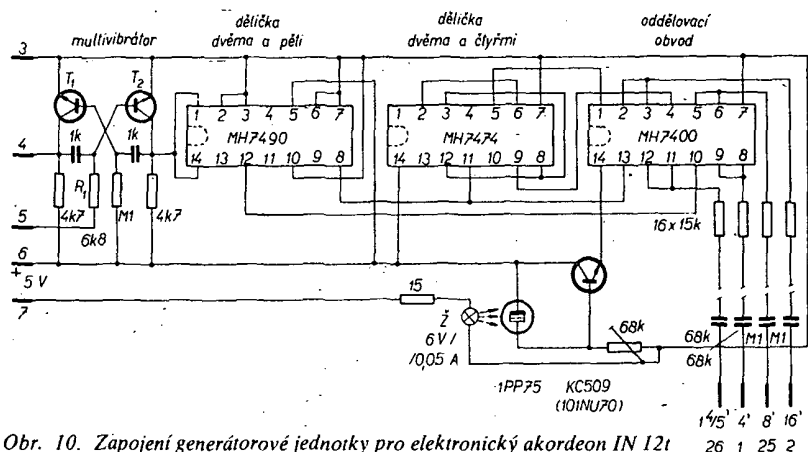 dělička
dvěma a pěti
dělička
dvěma a čtyřmi
oddělovací
obvod
multivibrátor
3
T1
T2
1 2 3 4 5 6 7
MH7490
14 13 12 11 10 9 8
1 2 3 4 5 6 7
MH7474
14 13 12 11 10 9 8
1 2 3 4 5 6 7
MH7400
14 13 12 11 10 9 8
1k
1k
4
R1
4k7
6k8
M1
4k7
5
16x15k
6
+
5 V
7
15
Ž
6V/
/0,05 A
68k
68k
68k
M1
M1
1PP75
KC509
(101NU70)
1 4/5' 4' 8' 16'
26 1 25 2
Obr. 10. Zapojení generátorové jednotky pro elektronický akordeon IN 12t